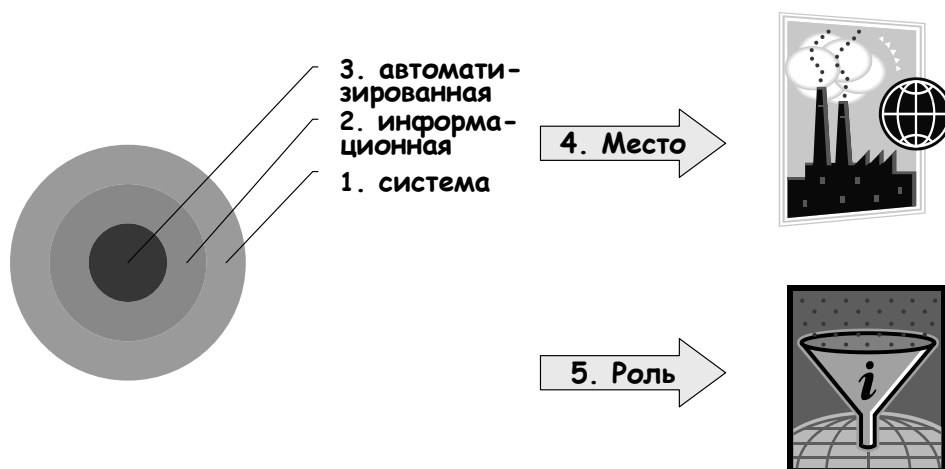 3. автомати-
зированная
2. информа-
ционная
1. система
4. Место
5. Роль
i